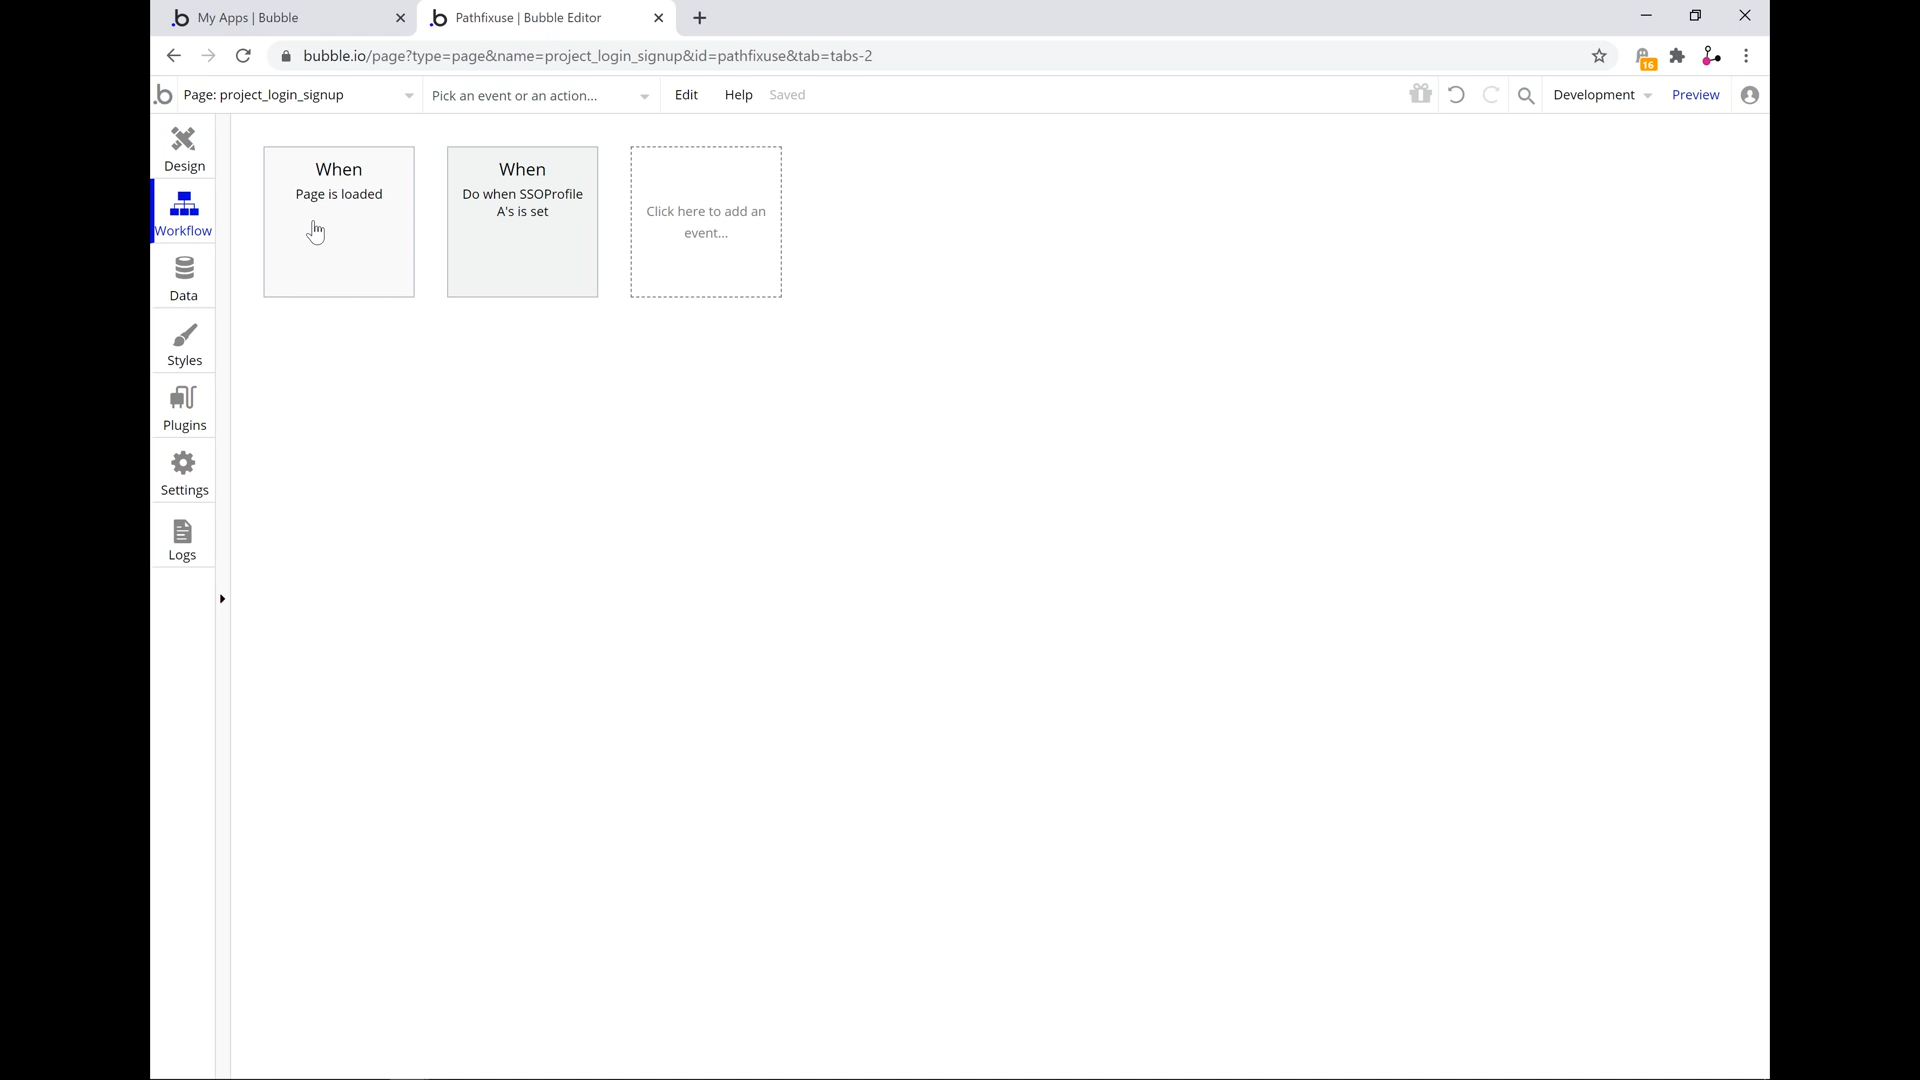 My Apps | Bubble
Pathfixuse | Bubble Editor
bubble.io/page?type=page&name=project_login_signup&id=pathfixuse&tab=tabs-2
16
Page: project_login_signup
Pick an event or an action...
Edit
Help
Saved
Development
Preview
Design
Workflow
Data
Styles
Plugins
Settings
Logs
When
Page is loaded
When
Do when SSOProfile
A's is set
Click here to add an
event...